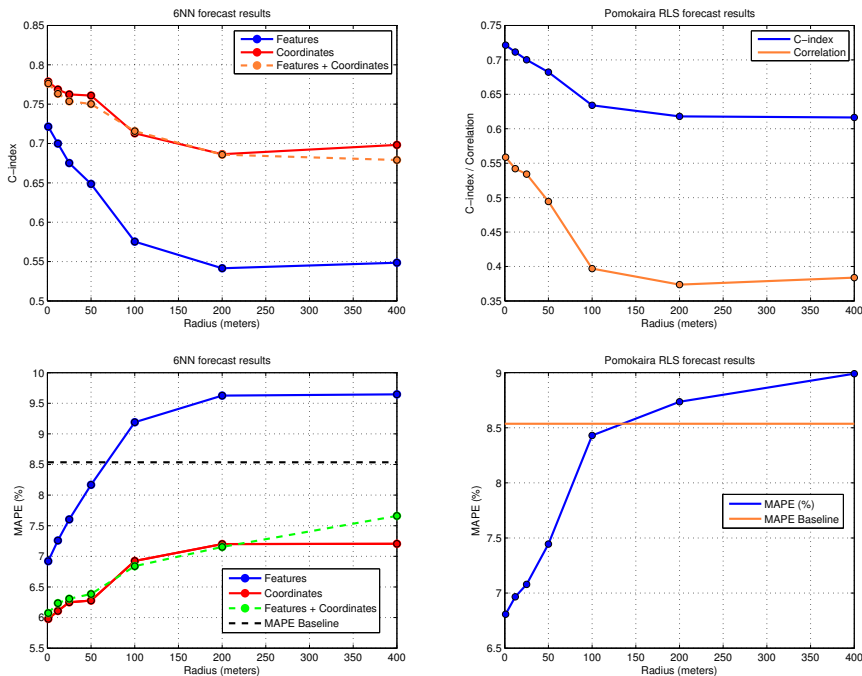 6NN forecast results
0.85
0.8
0.75
0.7
0.65
0.6
0.55
0.5
C−index
0 50 100 150 200 250 300 350 400
Radius (meters)
Features
Coordinates
Features + Coordinates
Pomokaira RLS forecast results
0.75
0.7
0.65
0.6
0.55
0.5
0.45
0.4
0.35
C−index / Correlation
0 50 100 150 200 250 300 350 400
Radius (meters)
C−index
Correlation
6NN forecast results
10
9.5
9
8.5
8
7.5
7
6.5
6
5.5
MAPE (%)
0 50 100 150 200 250 300 350 400
Radius (meters)
Features
Coordinates
Features + Coordinates
MAPE Baseline
Pomokaira RLS forecast results
9
8.5
8
7.5
7
6.5
MAPE (%)
0 50 100 150 200 250 300 350 400
Radius (meters)
MAPE (%)
MAPE Baseline